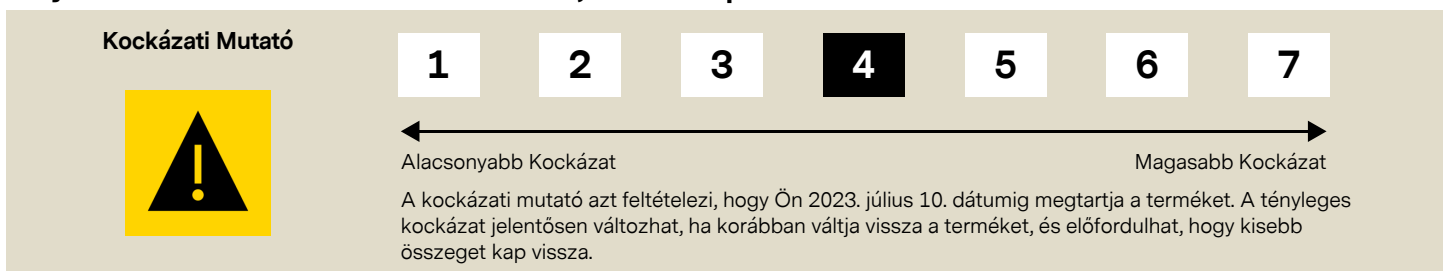 Kockázati Mutató
1 2 3 4 5 6 7
Alacsonyabb Kockázat Magasabb Kockázat
A kockázati mutató azt feltételezi, hogy Ön 2023. július 10. dátumig megtartja a terméket. A tényleges
kockázat jelentősen változhat, ha korábban váltja vissza a terméket, és előfordulhat, hogy kisebb
összeget kap vissza.